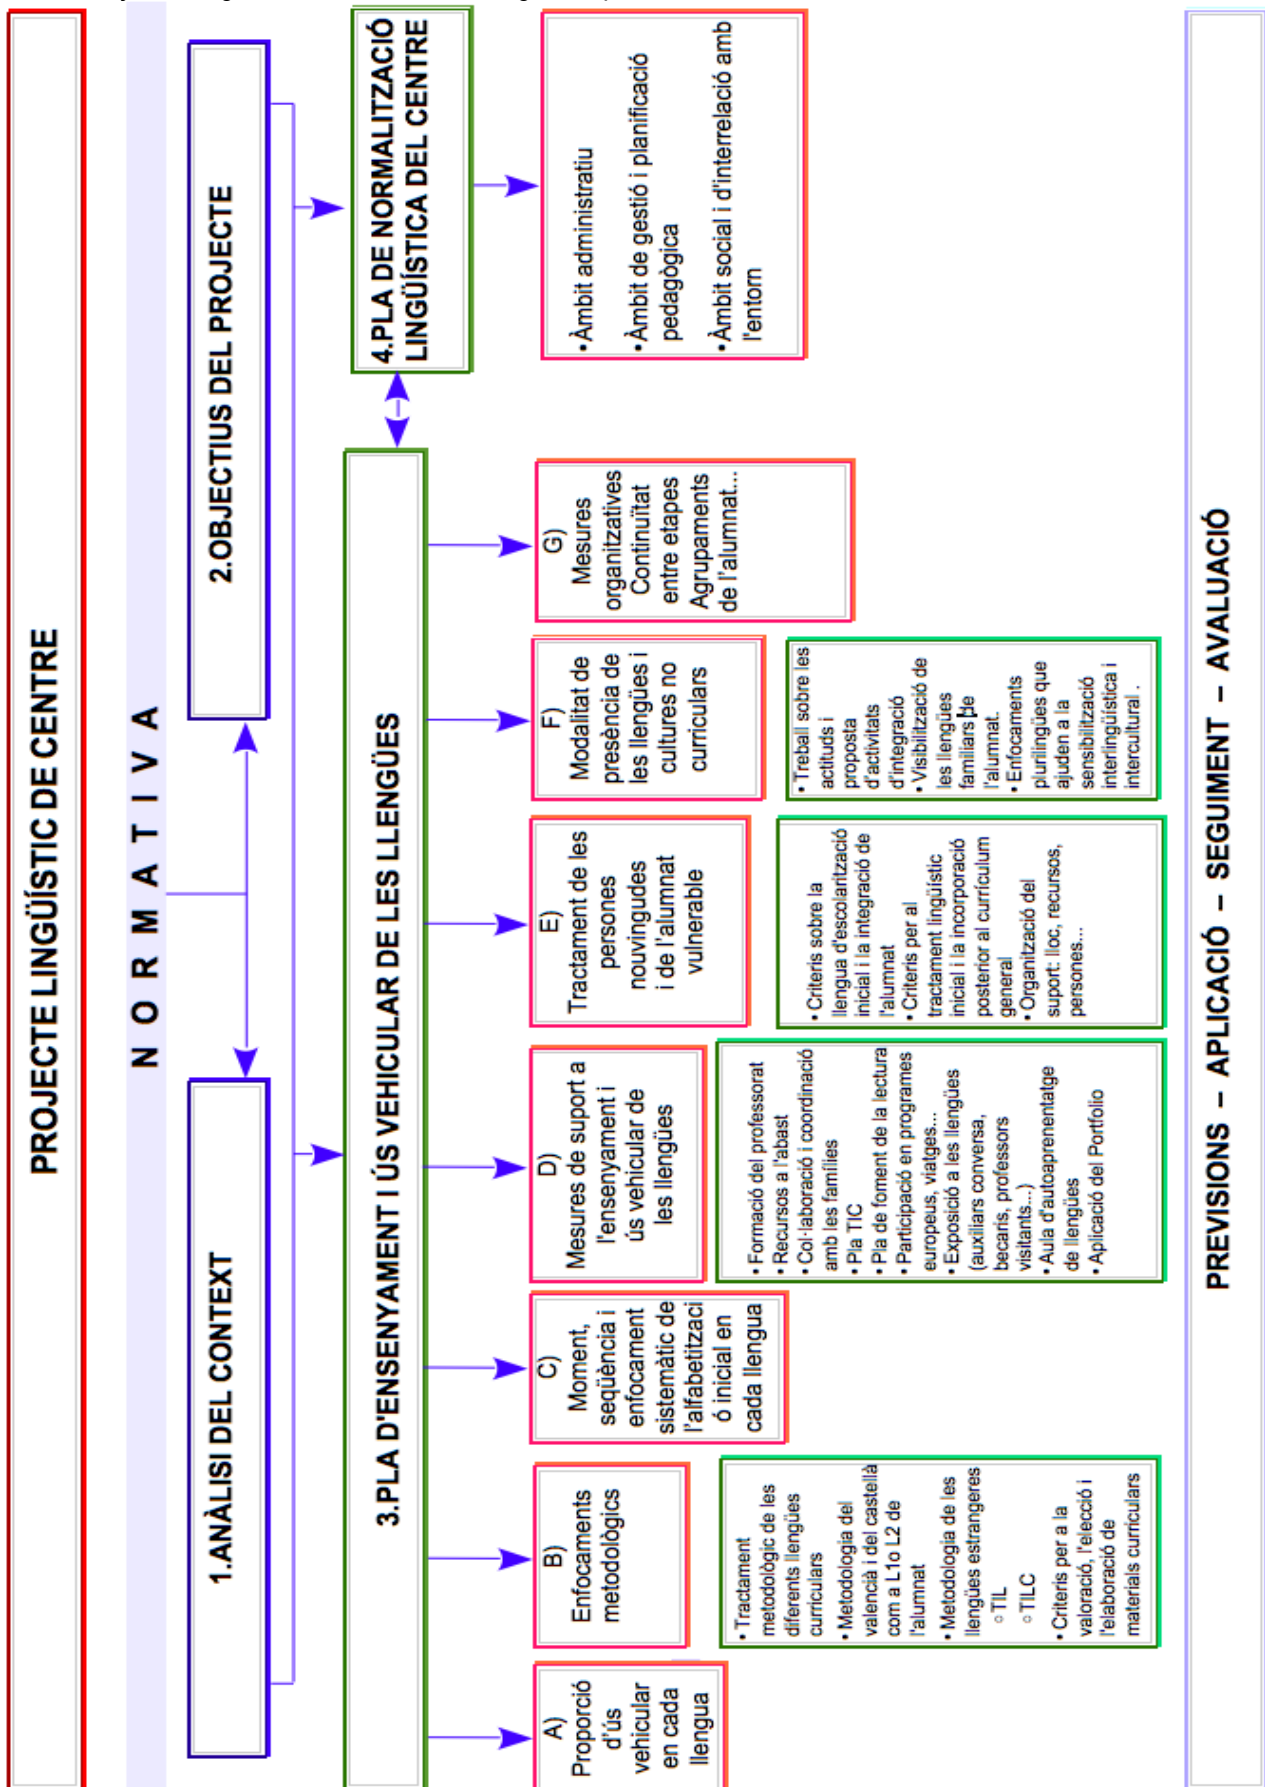 PROJECTE LINGÜÍSTIC DE CENTRE
N O R M A T I V A
1.ANÀLISI DEL CONTEXT
2.OBJECTIUS DEL PROJECTE
3.PLA D'ENSENYAMENT I ÚS VEHICULAR DE LES LLENGÜES
4.PLA DE NORMALITZACIÓ
LINGÜÍSTICA DEL CENTRE
A)
Proporció
d'ús
vehicular
en cada
llengua
B)
Enfocaments
metodològics
• Tractament
metodològic de les
diferents llengües
curriculars
• Metodologia del
valencià i del castellà
com a L1o L2 de
l'alumnat
• Metodologia de les
llengües estrangeres
○ TIL
○ TILC
• Criteris per a la
valoració, l'elecció i
l'elaboració de
materials curriculars
C)
Moment,
seqüència i
enfocament
sistemàtic de
l'alfabetitzaci
ó inicial en
cada llengua
D)
Mesures de suport a
l'ensenyament i
ús vehicular de
les llengües
• Formació del professorat
• Recursos a l'abast
• Col·laboració i coordinació
amb les famílies
• Pla TIC
• Pla de foment de la lectura
• Participació en programes
europeus, viatges...
• Exposició a les llengües
(auxiliars conversa,
becaris, professors
visitants...)
• Aula d'autoaprenentatge
de llengües
• Aplicació del Portfolio
E)
Tractament de les
persones
nouvingudes
i de l'alumnat
vulnerable
• Criteris sobre la
llengua d'escolarització
inicial i la integració de
l'alumnat
• Criteris per al
tractament lingüístic
inicial i la incorporació
posterior al currículum
general
• Organització del
suport: lloc, recursos,
persones...
F)
Modalitat de
presència de
les llengües i
cultures no
curriculars
• Treball sobre les
actituds i
proposta
d'activitats
d'integració
• Visibilització de
les llengües
familiars de
l'alumnat.
• Enfocaments
plurilingües que
ajuden a la
sensibilització
interlingüística i
intercultural .
G)
Mesures
organitzatives
Continuïtat
entre etapes
Agrupaments
de l'alumnat...
• Àmbit administratiu
• Àmbit de gestió i planificació
pedagògica
• Àmbit social i d'interrelació amb
l'entorn
PREVISIONS – APLICACIÓ – SEGUIMENT – AVALUACIÓ